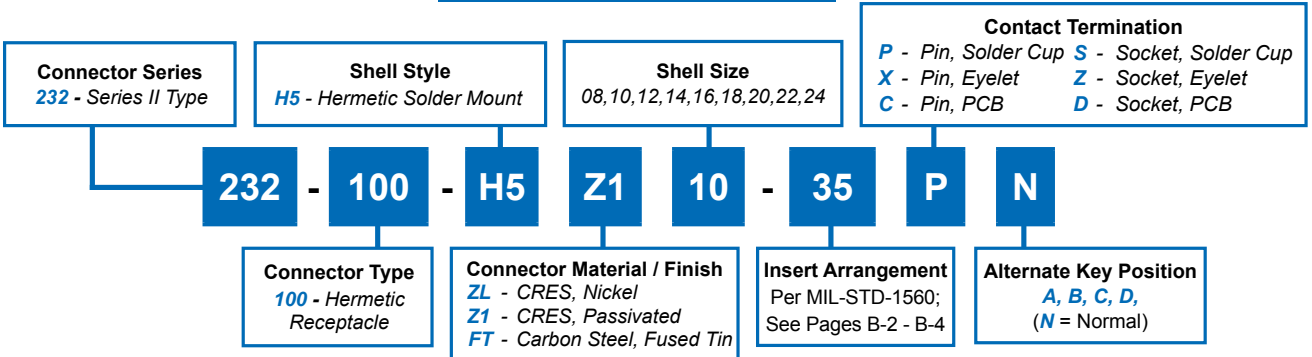 Connector Series
232 - Series II Type
Shell Style
H5 - Hermetic Solder Mount
Shell Size
08,10,12,14,16,18,20,22,24
Contact Termination
P - Pin, Solder Cup S - Socket, Solder Cup
X - Pin, Eyelet Z - Socket, Eyelet
C - Pin, PCB D - Socket, PCB
232 - 100 - H5 Z1 10 - 35 P N
Connector Type
100 - Hermetic
Receptacle
Connector Material / Finish
ZL - CRES, Nickel
Z1 - CRES, Passivated
FT - Carbon Steel, Fused Tin
Insert Arrangement
Per MIL-STD-1560;
See Pages B-2 - B-4
Alternate Key Position
A, B, C, D,
(N = Normal)